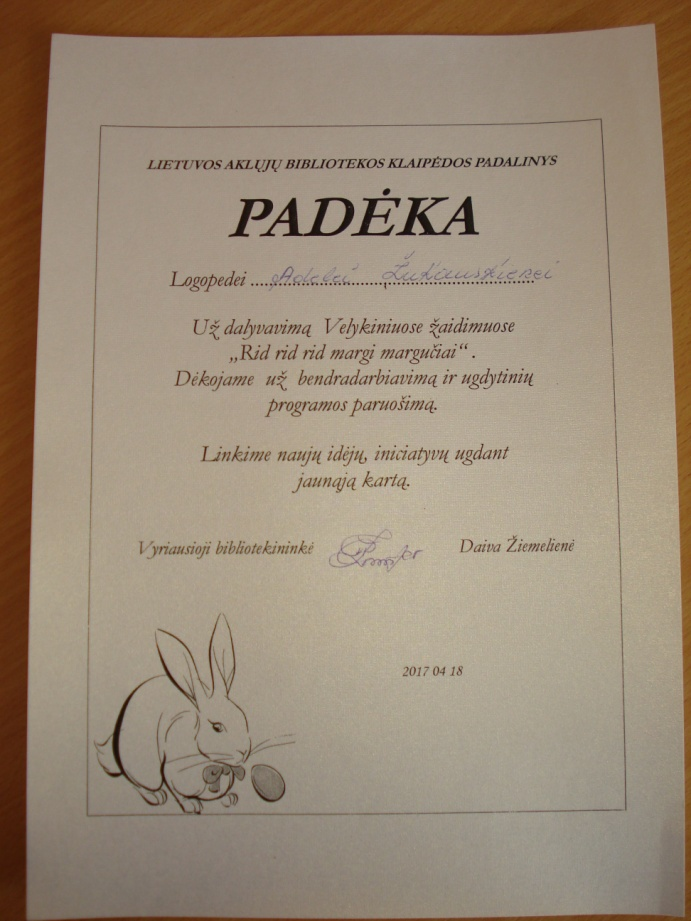 LIETUVOS AKLŲJŲ BIBLIOTEKOS KLAIPĖDOS PADALINYS
PADĖKA
Logopedei Adelei Žukauskienei
Už dalyvavimą Velykiniuose žaidimuose
„Rid rid rid margi margučiai“ .
Dėkojame už bendradarbiavimą ir ugdytinių
programos paruošimą.
Linkime naujų idėjų, iniciatyvų ugdant
jaunąją kartą.
Vyriausioji bibliotekininkė Daiva Žiemelienė
2017 04 18